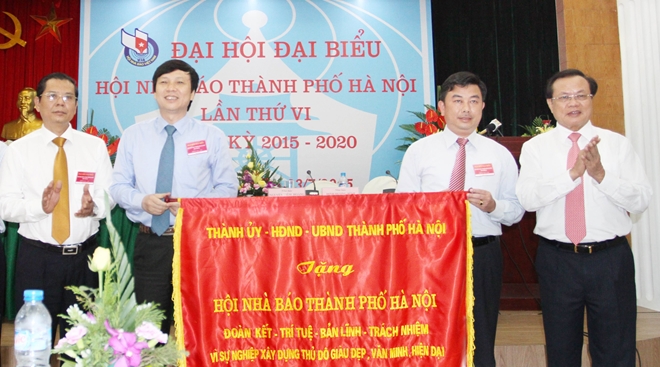 ĐẠI HỘI ĐẠI BIỂU
HỘI NHÀ BÁO THÀNH PHỐ HÀ NỘI
LẦN THỨ VI
KỲ 2015 - 2020
THÀNH ỦY - HĐND - UBND THÀNH PHỐ HÀ NỘI
Tặng
HỘI NHÀ BÁO THÀNH PHỐ HÀ NỘI
ĐOÀN KẾT - TRÍ TUỆ - BẢN LĨNH - TRÁCH NHIỆM
VÌ SỰ NGHIỆP XÂY DỰNG THỦ ĐÔ GIÀU ĐẸP, VĂN MINH, HIỆN ĐẠI